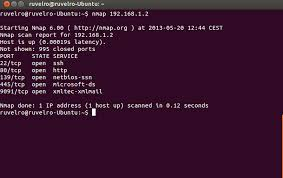 ruvelro@ruvelro-Ubuntu: ~
ruvelro@ruvelro-Ubuntu:~$ nmap 192.168.1.2
Starting Nmap 6.00 ( http://nmap.org ) at 2013-05-20 12:44 CEST
Nmap scan report for 192.168.1.2
Host is up (0.00019s latency).
Not shown: 995 closed ports
PORT STATE SERVICE
22/tcp open ssh
80/tcp open http
139/tcp open netbios-ssn
445/tcp open microsoft-ds
9091/tcp open xmltec-xmlmail
Nmap done: 1 IP address (1 host up) scanned in 0.12 seconds
ruvelro@ruvelro-Ubuntu:~$